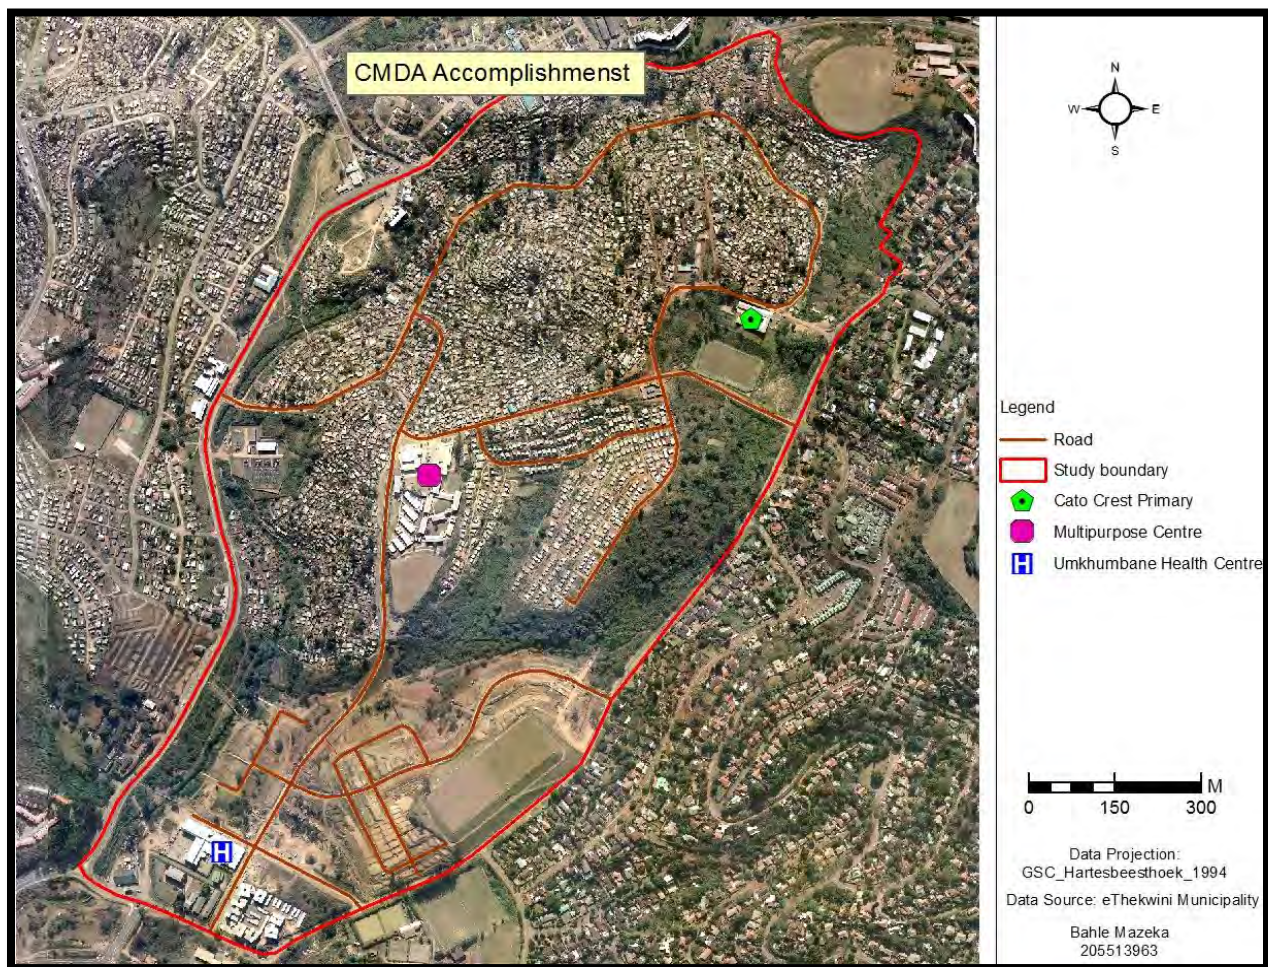 CMDA Accomplishmenst
N
W E
S
Legend
Road
Study boundary
Cato Crest Primary
Multipurpose Centre
H Umkhumbane Health Centre
H
M
0 150 300
Data Projection:
GSC_Hartesbeesthoek_1994
Data Source: eThekwini Municipality
Bahle Mazeka
205513963